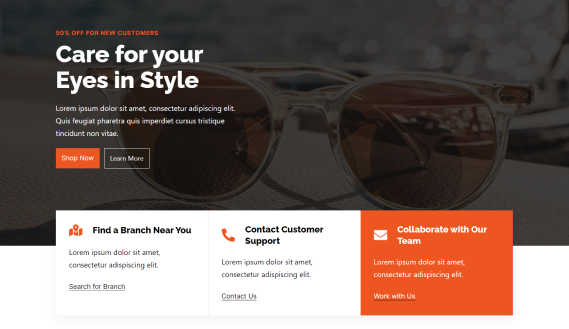 50% OFF FOR NEW CUSTOMERS
Care for your
Eyes in Style
Lorem ipsum dolor sit amet, consectetur adipiscing elit.
Quis feugiat pharetra quis imperdiet cursus tristique
tincidunt non vitae.
Shop Now
Learn More
Find a Branch Near You
Lorem ipsum dolor sit amet,
consectetur adipiscing elit.
Search for Branch
Contact Customer
Support
Lorem ipsum dolor sit amet,
consectetur adipiscing elit.
Contact Us
Collaborate with Our
Team
Lorem ipsum dolor sit amet,
consectetur adipiscing elit.
Work with Us